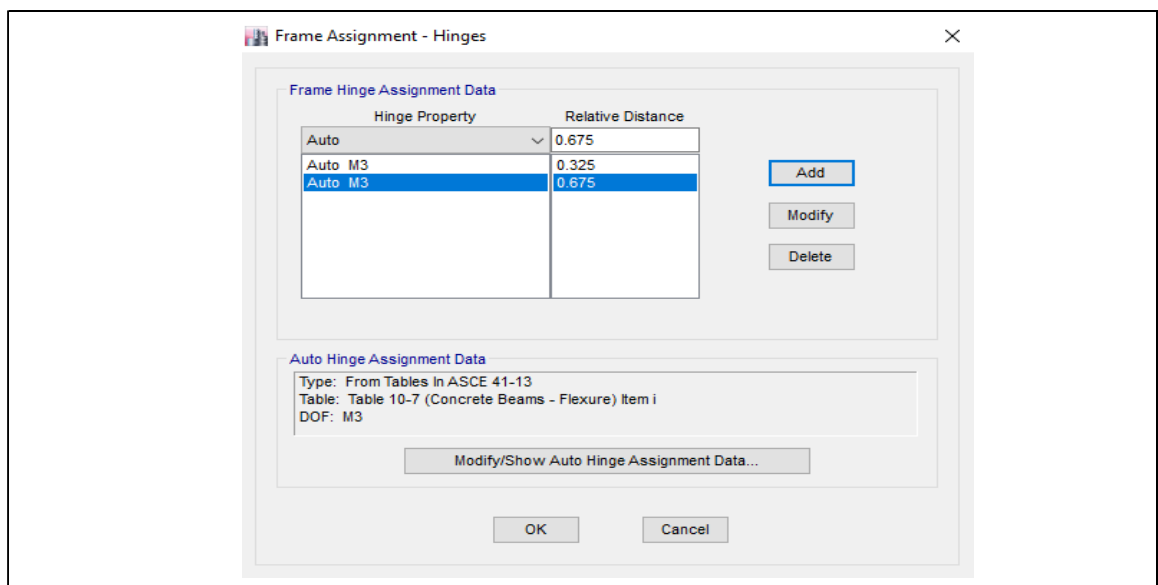 Frame Assignment - Hinges
Frame Hinge Assignment Data
Hinge Property Relative Distance
Auto 0.675
Auto M3 0.325
Auto M3 0.675
Add
Modify
Delete
Auto Hinge Assignment Data
Type: From Tables In ASCE 41-13
Table: Table 10-7 (Concrete Beams - Flexure) Item i
DOF: M3
Modify/Show Auto Hinge Assignment Data...
OK Cancel